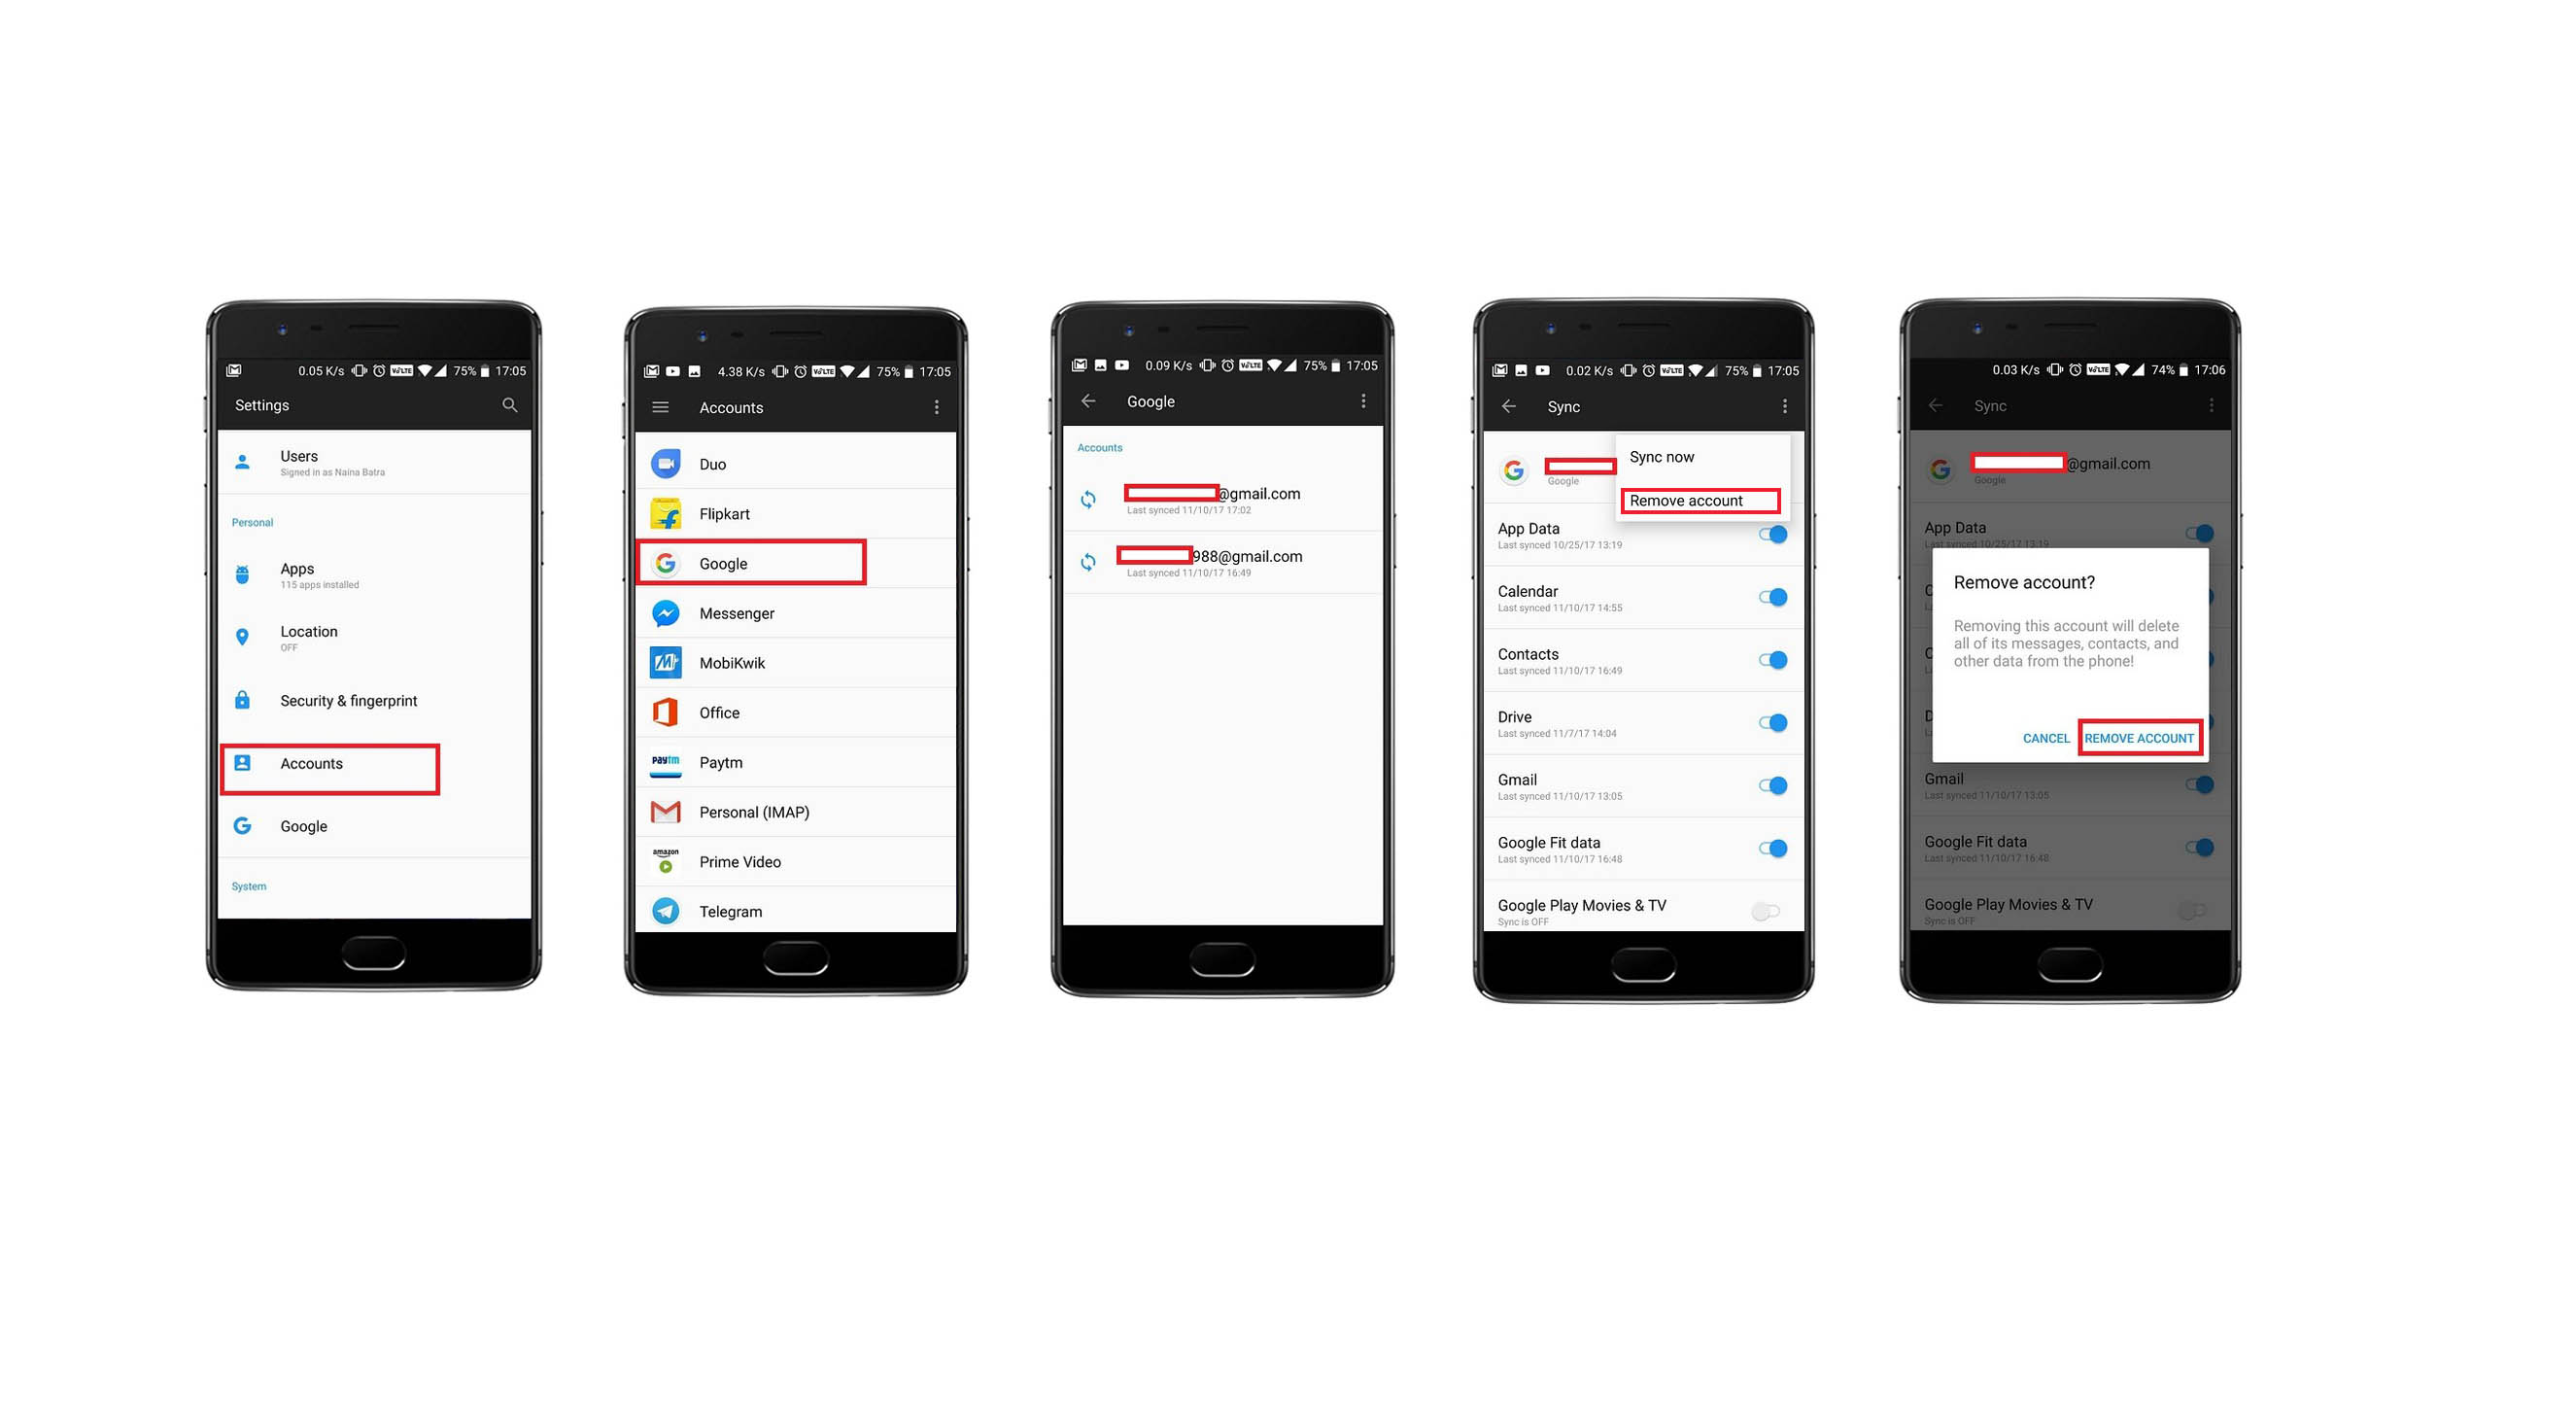 0.05 K/s VoLTE 75% 17:05
Settings
Users
Signed in as Naina Batra
Personal
Apps
115 apps installed
Location
OFF
Security & fingerprint
Accounts
Google
System
4.38 K/s VoLTE 75% 17:05
Accounts
Duo
Flipkart
Google
Messenger
MobiKwik
Office
Paytm
Paytm
Personal (IMAP)
amazon
Prime Video
Telegram
0.09 K/s VoLTE 75% 17:05
Google
Accounts
@gmail.com
Last synced 11/10/17 17:02
988@gmail.com
Last synced 11/10/17 16:49
0.02 K/s VoLTE 75% 17:05
Sync
Sync now
Google
Remove account
App Data
Last synced 10/25/17 13:19
Calendar
Last synced 11/10/17 14:55
Contacts
Last synced 11/10/17 16:49
Drive
Last synced 11/7/17 14:04
Gmail
Last synced 11/10/17 13:05
Google Fit data
Last synced 11/10/17 16:48
Google Play Movies & TV
Sync is OFF
0.03 K/s VoLTE 74% 17:06
Sync
@gmail.com
Google
App Data
Last synced 10/25/17 13:19
Remove account?
Removing this account will delete
all of its messages, contacts, and
other data from the phone!
CANCEL REMOVE ACCOUNT
Gmail
Last synced 11/10/17 13:05
Google Fit data
Last synced 11/10/17 16:48
Google Play Movies & TV
Sync is OFF